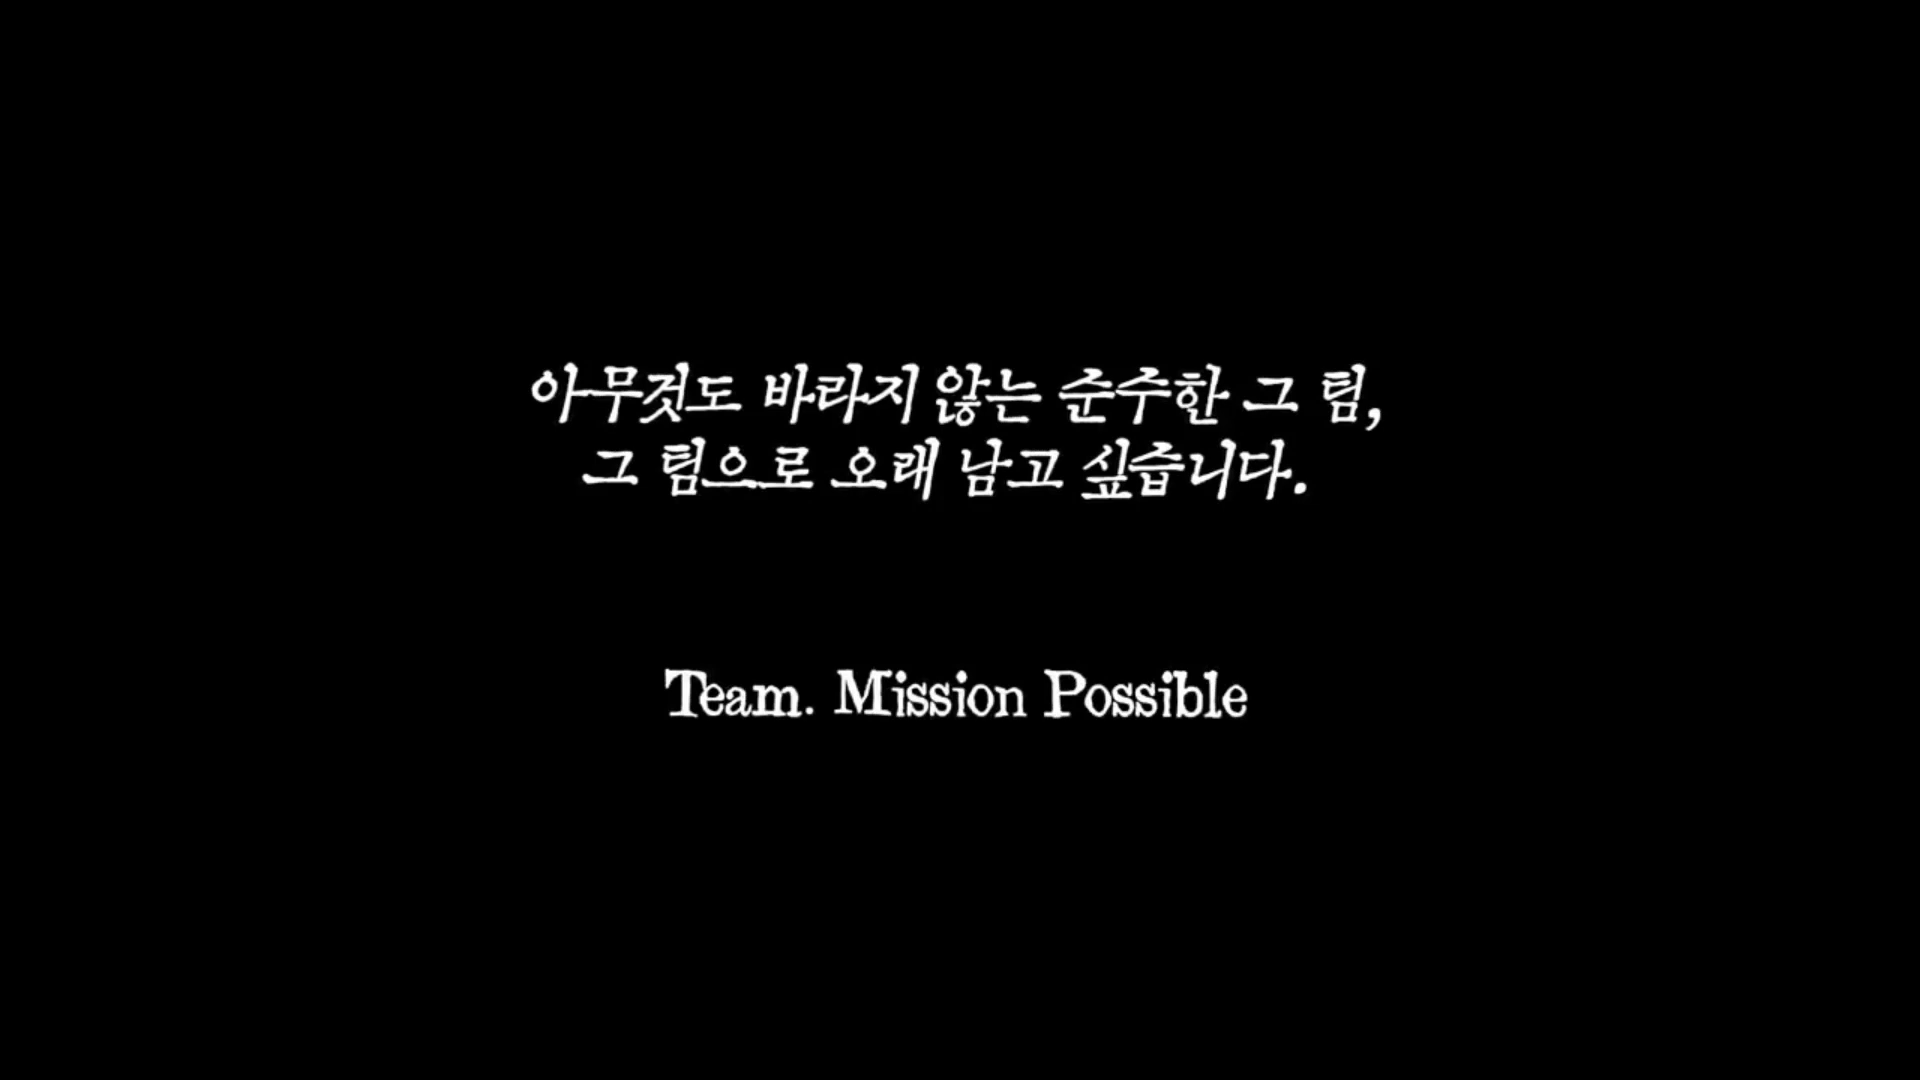 아무것도 바라지 않는 순수한 그 팀,
그 팀으로 오래 남고 싶습니다.
Team. Mission Possible